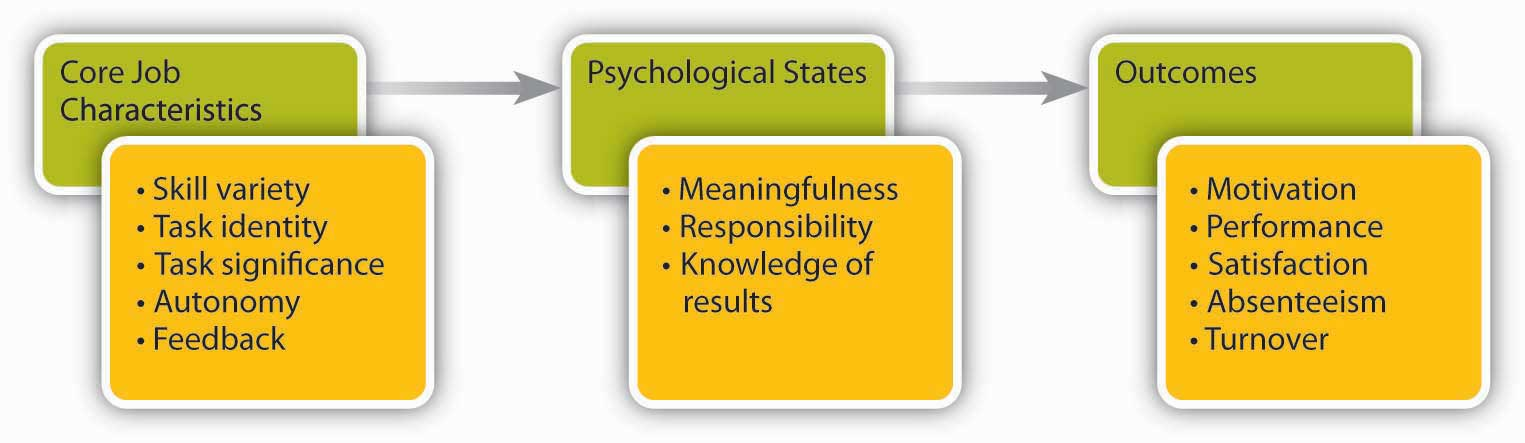 Core Job
Characteristics
• Skill variety
• Task identity
• Task significance
• Autonomy
• Feedback
Psychological States
• Meaningfulness
• Responsibility
• Knowledge of
results
Outcomes
• Motivation
• Performance
• Satisfaction
• Absenteeism
• Turnover